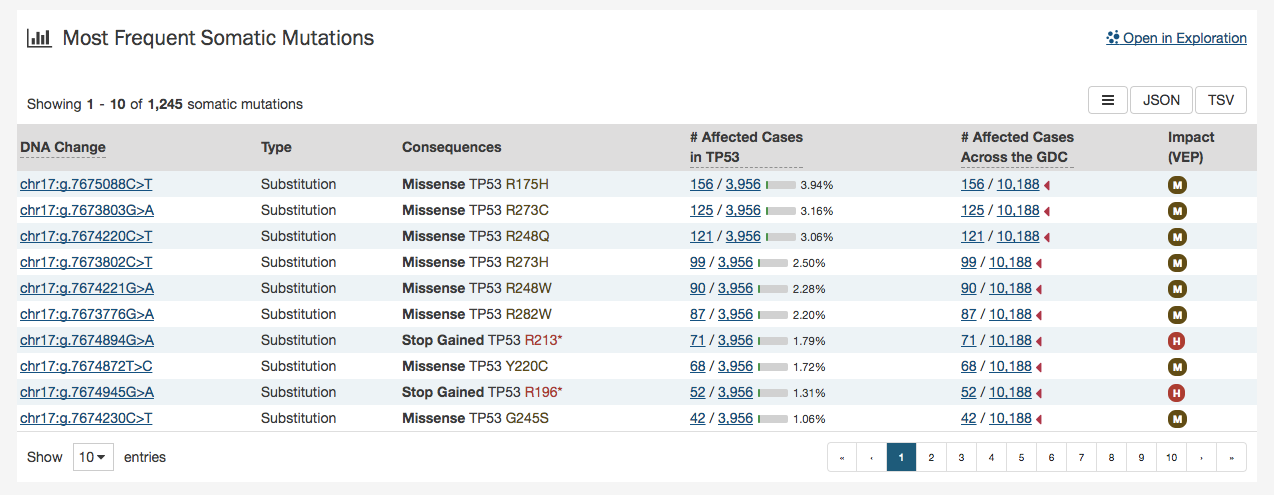 Most Frequent Somatic Mutations
Open in Exploration
Showing 1 - 10 of 1,245 somatic mutations
JSON TSV
DNA Change Type Consequences # Affected Cases in TP53 # Affected Cases Across the GDC Impact (VEP)
chr17:g.7675088C>T Substitution Missense TP53 R175H 156 / 3,956 3.94% 156 / 10,188 M
chr17:g.7673803G>A Substitution Missense TP53 R273C 125 / 3,956 3.16% 125 / 10,188 M
chr17:g.7674220C>T Substitution Missense TP53 R248Q 121 / 3,956 3.06% 121 / 10,188 M
chr17:g.7673802C>T Substitution Missense TP53 R273H 99 / 3,956 2.50% 99 / 10,188 M
chr17:g.7674221G>A Substitution Missense TP53 R248W 90 / 3,956 2.28% 90 / 10,188 M
chr17:g.7673776G>A Substitution Missense TP53 R282W 87 / 3,956 2.20% 87 / 10,188 M
chr17:g.7674894G>A Substitution Stop Gained TP53 R213* 71 / 3,956 1.79% 71 / 10,188 H
chr17:g.7674872T>C Substitution Missense TP53 Y220C 68 / 3,956 1.72% 68 / 10,188 M
chr17:g.7674945G>A Substitution Stop Gained TP53 R196* 52 / 3,956 1.31% 52 / 10,188 H
chr17:g.7674230C>T Substitution Missense TP53 G245S 42 / 3,956 1.06% 42 / 10,188 M
Show 10 entries « ‹ 1 2 3 4 5 6 7 8 9 10 › »